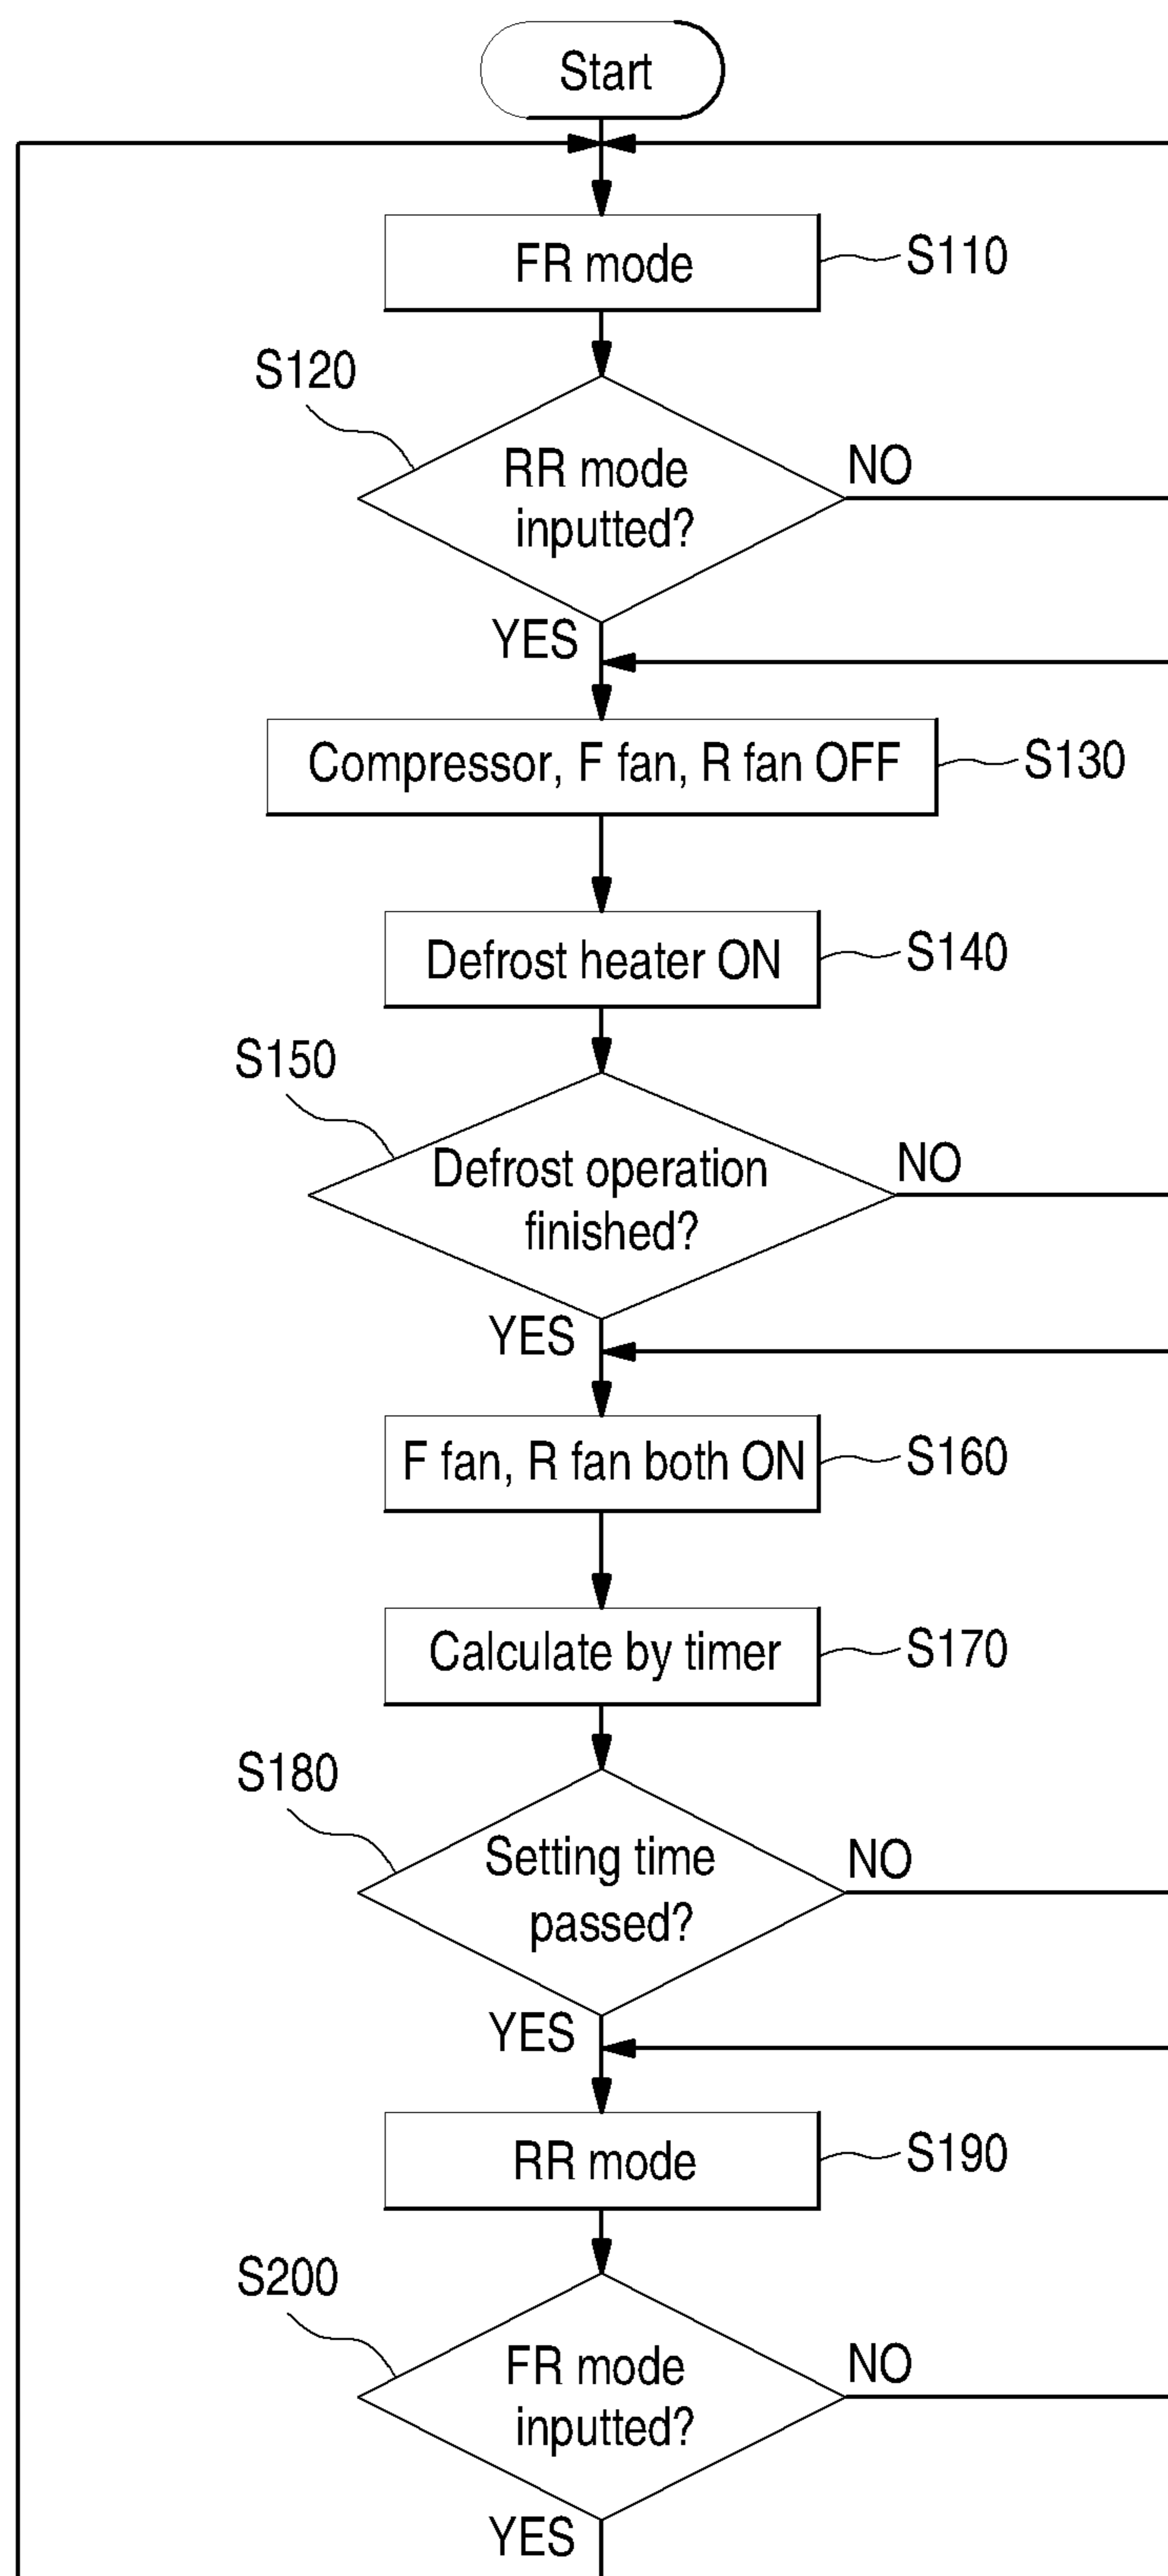 Start
FR mode
S110
S120
RR mode
inputted?
NO
YES
Compressor, F fan, R fan OFF
S130
Defrost heater ON
S140
S150
Defrost operation
finished?
NO
YES
F fan, R fan both ON
S160
Calculate by timer
S170
S180
Setting time
passed?
NO
YES
RR mode
S190
S200
FR mode
inputted?
NO
YES